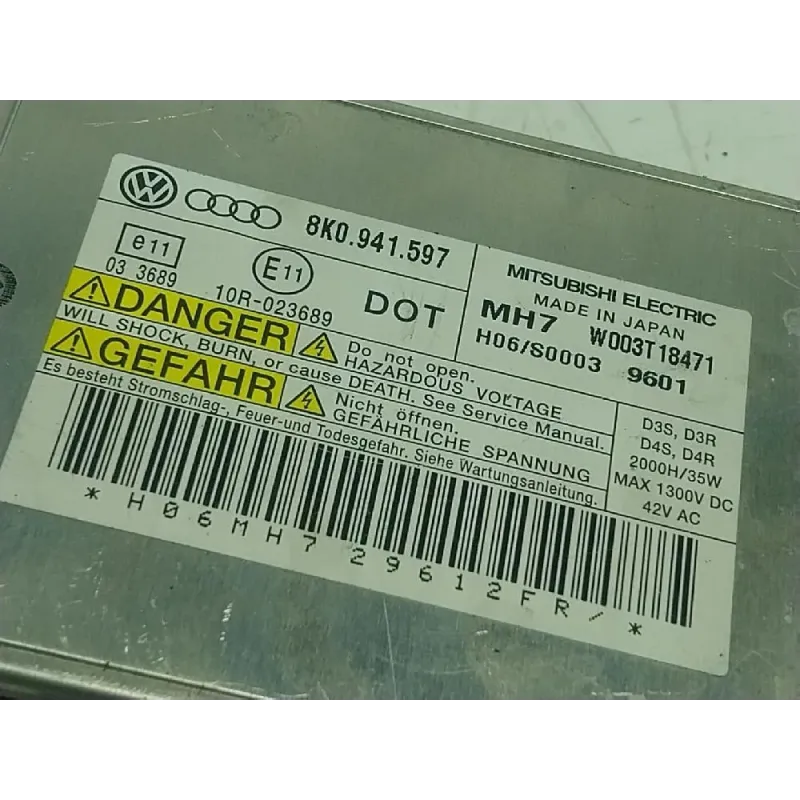 8K0.941.597
e11
03 3689
E11
10R-023689
DOT
MITSUBISHI ELECTRIC
MADE IN JAPAN
MH7 W003T18471
H06/S0003 9601
DANGER
Do not open.
HAZARDOUS VOLTAGE
WILL SHOCK, BURN, or cause DEATH. See Service Manual.
GEFAHR
Nicht öffnen.
GEFÄHRLICHE SPANNUNG
Es besteht Stromschlag-, Feuer-und Todesgefahr. Siehe Wartungsanleitung.
D3S, D3R
D4S, D4R
2000H/35W
MAX 1300V DC
42V AC
*H06MH729612FR/*